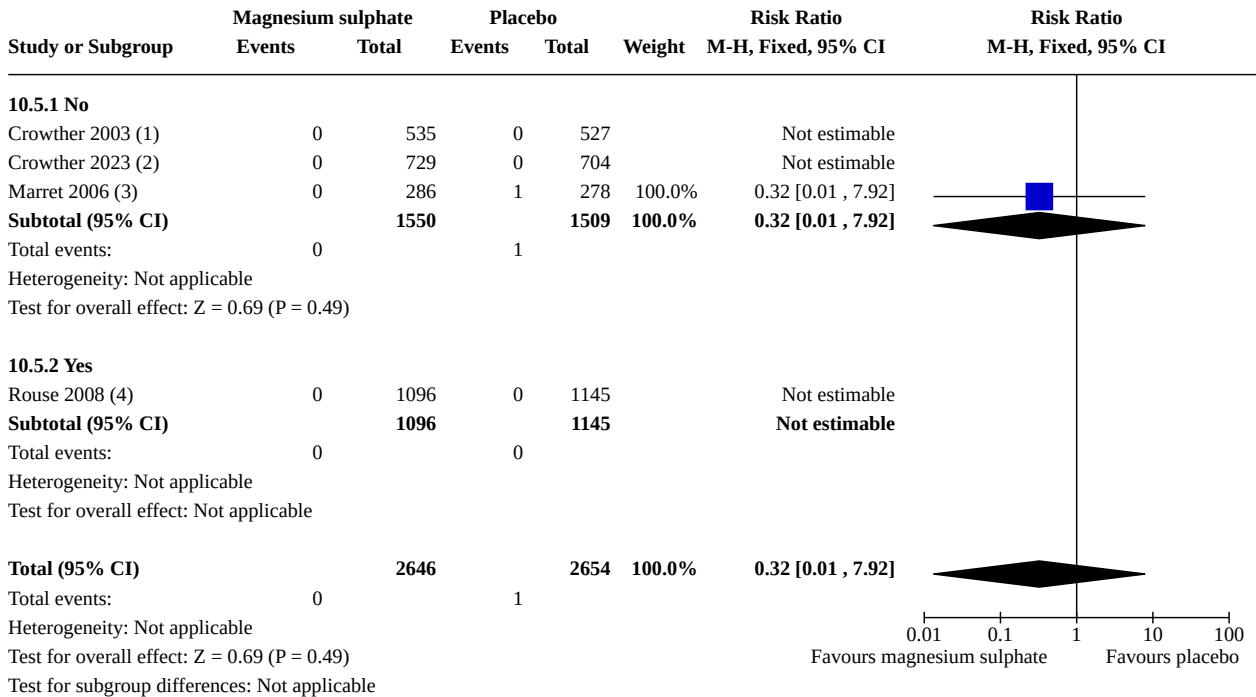 Magnesium sulphate Placebo Risk Ratio Risk Ratio
Study or Subgroup Events Total Events Total Weight M-H, Fixed, 95% CI M-H, Fixed, 95% CI
10.5.1 No
Crowther 2003 (1) 0 535 0 527 Not estimable
Crowther 2023 (2) 0 729 0 704 Not estimable
Marret 2006 (3) 0 286 1 278 100.0% 0.32 [0.01 , 7.92]
Subtotal (95% CI) 1550 1509 100.0% 0.32 [0.01 , 7.92]
Total events: 0 1
Heterogeneity: Not applicable
Test for overall effect: Z = 0.69 (P = 0.49)
10.5.2 Yes
Rouse 2008 (4) 0 1096 0 1145 Not estimable
Subtotal (95% CI) 1096 1145 Not estimable
Total events: 0 0
Heterogeneity: Not applicable
Test for overall effect: Not applicable
Total (95% CI) 2646 2654 100.0% 0.32 [0.01 , 7.92]
Total events: 0 1
Heterogeneity: Not applicable
0.01 0.1 1 10 100
Test for overall effect: Z = 0.69 (P = 0.49) Favours magnesium sulphate Favours placebo
Test for subgroup differences: Not applicable